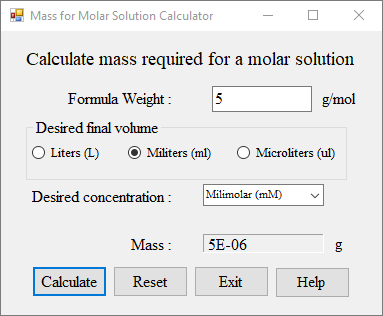 Mass for Molar Solution Calculator
Calculate mass required for a molar solution
Formula Weight : 5 g/mol
Desired final volume
Liters (L) Militers (ml) Microliters (ul)
Desired concentration : Milimolar (mM)
Mass : 5E-06 g
Calculate Reset Exit Help